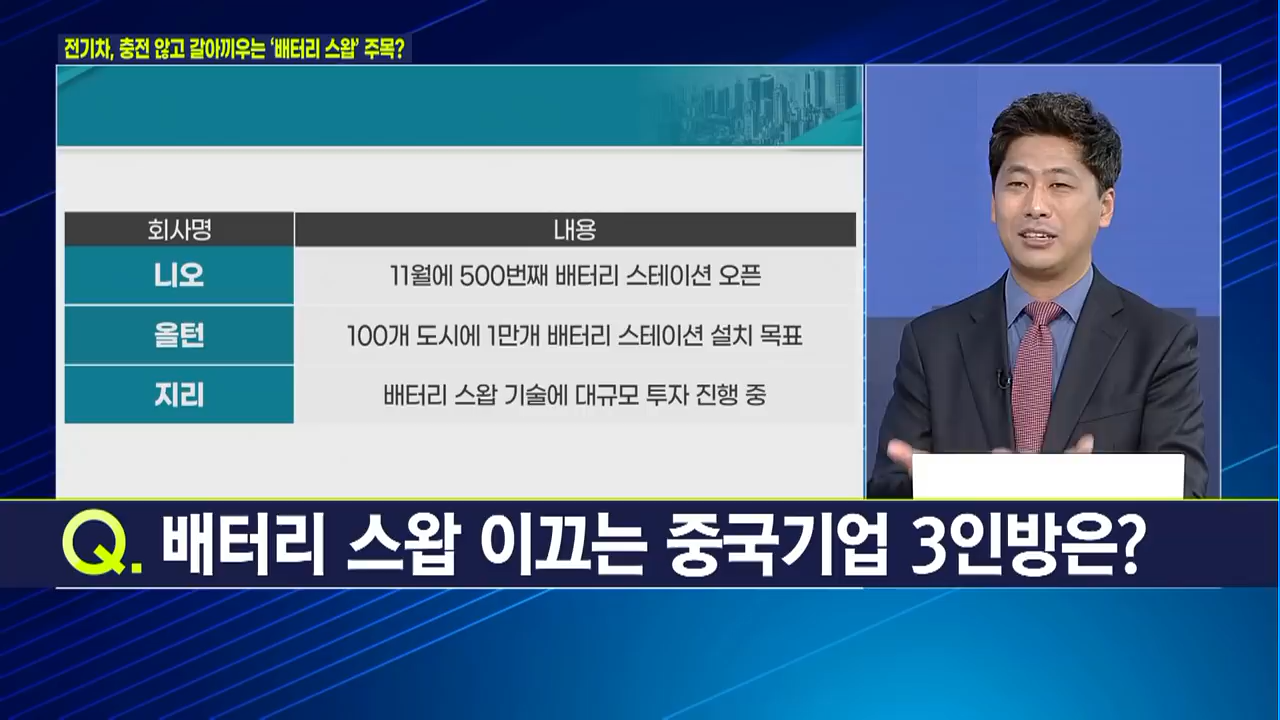 전기차, 충전 않고 갈아끼우는 ‘배터리 스왑’ 주목?
회사명 내용
니오 11월에 500번째 배터리 스테이션 오픈
올턴 100개 도시에 1만개 배터리 스테이션 설치 목표
지리 배터리 스왑 기술에 대규모 투자 진행 중
Q. 배터리 스왑 이끄는 중국기업 3인방은?